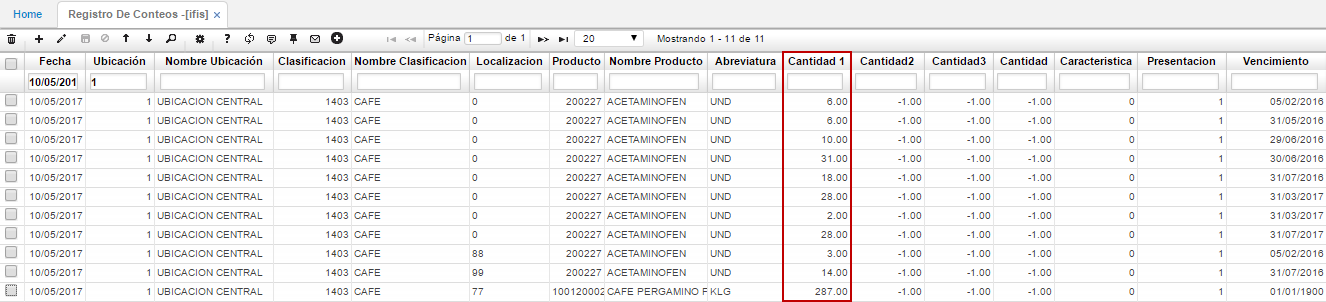 Home Registro De Conteos -[ifis] ×
Página 1 de 1 20 Mostrando 1 - 11 de 11
Fecha Ubicación Nombre Ubicación Clasificacion Nombre Clasificacion Localizacion Producto Nombre Producto Abreviatura Cantidad 1 Cantidad2 Cantidad3 Cantidad Caracteristica Presentacion Vencimiento
10/05/201 1
10/05/2017 1 UBICACION CENTRAL 1403 CAFE 0 200227 ACETAMINOFEN UND 6.00 -1.00 -1.00 -1.00 0 1 05/02/2016
10/05/2017 1 UBICACION CENTRAL 1403 CAFE 0 200227 ACETAMINOFEN UND 6.00 -1.00 -1.00 -1.00 0 1 31/05/2016
10/05/2017 1 UBICACION CENTRAL 1403 CAFE 0 200227 ACETAMINOFEN UND 10.00 -1.00 -1.00 -1.00 0 1 29/06/2016
10/05/2017 1 UBICACION CENTRAL 1403 CAFE 0 200227 ACETAMINOFEN UND 31.00 -1.00 -1.00 -1.00 0 1 30/06/2016
10/05/2017 1 UBICACION CENTRAL 1403 CAFE 0 200227 ACETAMINOFEN UND 18.00 -1.00 -1.00 -1.00 0 1 31/07/2016
10/05/2017 1 UBICACION CENTRAL 1403 CAFE 0 200227 ACETAMINOFEN UND 28.00 -1.00 -1.00 -1.00 0 1 31/03/2017
10/05/2017 1 UBICACION CENTRAL 1403 CAFE 0 200227 ACETAMINOFEN UND 2.00 -1.00 -1.00 -1.00 0 1 31/03/2017
10/05/2017 1 UBICACION CENTRAL 1403 CAFE 0 200227 ACETAMINOFEN UND 28.00 -1.00 -1.00 -1.00 0 1 31/07/2017
10/05/2017 1 UBICACION CENTRAL 1403 CAFE 88 200227 ACETAMINOFEN UND 3.00 -1.00 -1.00 -1.00 0 1 05/02/2016
10/05/2017 1 UBICACION CENTRAL 1403 CAFE 99 200227 ACETAMINOFEN UND 14.00 -1.00 -1.00 -1.00 0 1 31/07/2016
10/05/2017 1 UBICACION CENTRAL 1403 CAFE 77 100120002 CAFE PERGAMINO F KLG 287.00 -1.00 -1.00 -1.00 0 1 01/01/1900